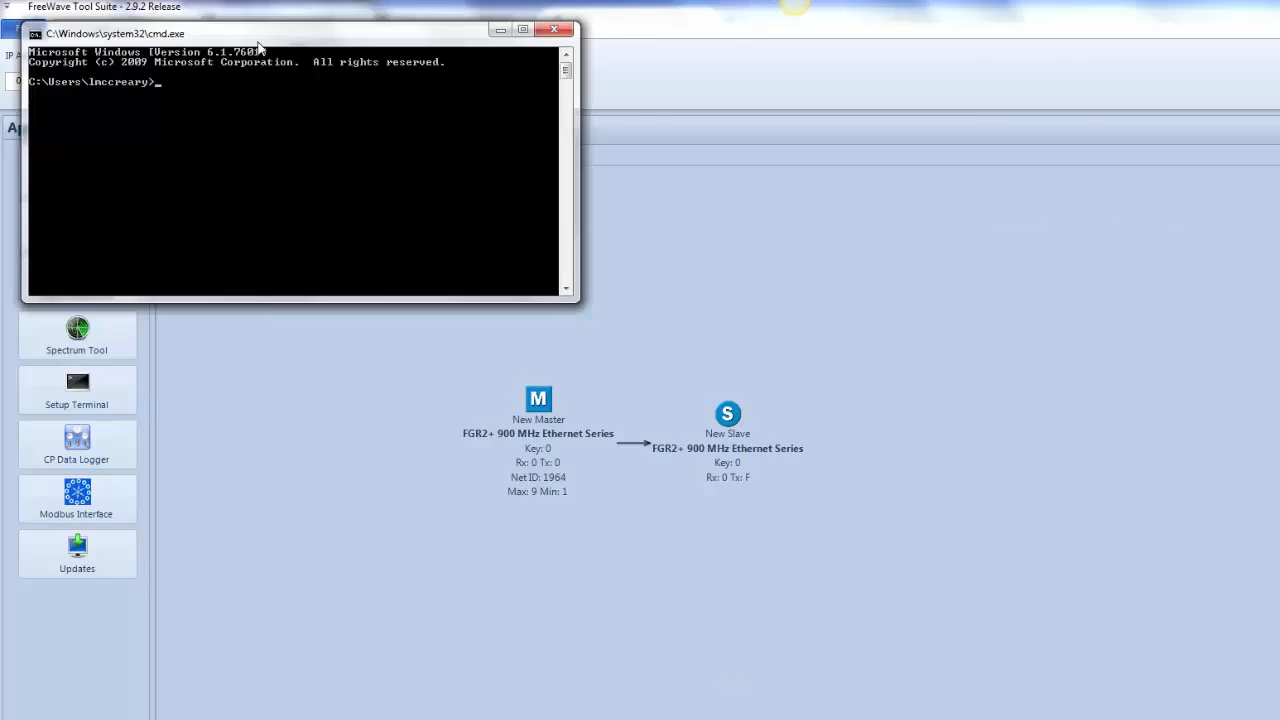 FreeWave Tool Suite - 2.9.2 Release
C:\Windows\system32\cmd.exe
IP A
Microsoft Windows [Version 6.1.7601]
Copyright (c) 2009 Microsoft Corporation.  All rights reserved.
C:\Users\lmccreary>_
Ap
Spectrum Tool
Setup Terminal
CP Data Logger
Modbus Interface
Updates
M
New Master
FGR2+ 900 MHz Ethernet Series
Key: 0
Rx: 0 Tx: 0
Net ID: 1964
Max: 9 Min: 1
S
New Slave
FGR2+ 900 MHz Ethernet Series
Key: 0
Rx: 0 Tx: F